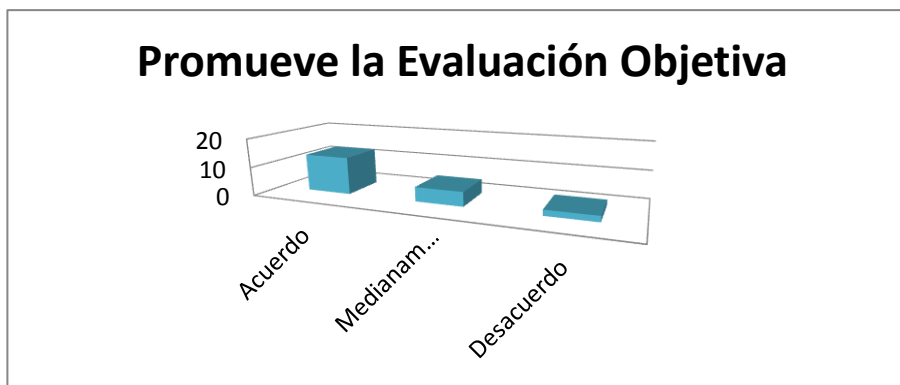 Promueve la Evaluación Objetiva
20
10
0
Acuerdo
Medianam...
Desacuerdo